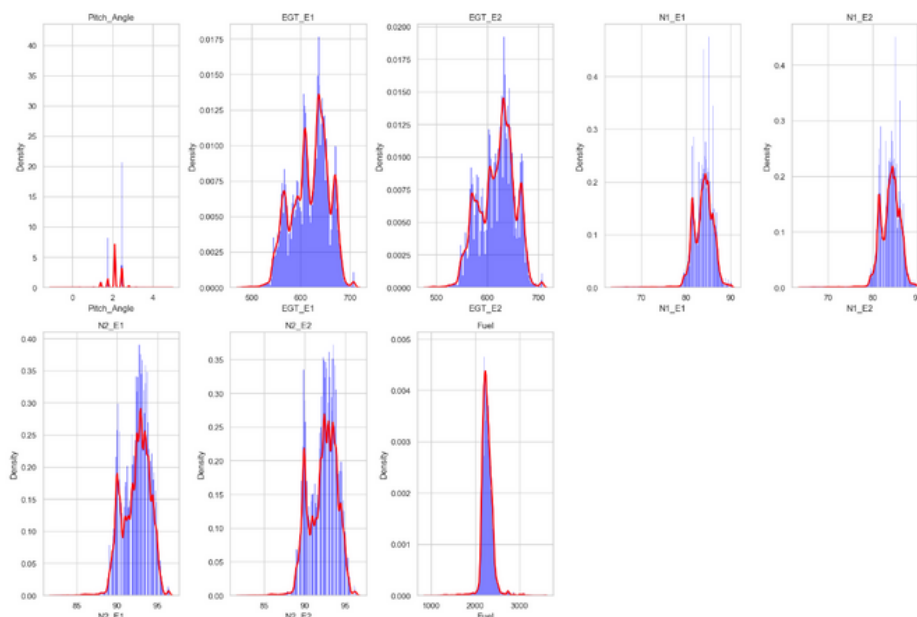 Pitch_Angle
EGT_E1
EGT_E2
N1_E1
N1_E2
Density
40
35
30
25
20
15
10
5
0
0 2 4
Pitch_Angle
Density
0.0175
0.0150
0.0125
0.0100
0.0075
0.0050
0.0025
0.0000
500 600 700
EGT_E1
Density
0.0200
0.0175
0.0150
0.0125
0.0100
0.0075
0.0050
0.0025
0.0000
500 600 700
EGT_E2
Density
0.4
0.3
0.2
0.1
0.0
70 80 90
N1_E1
Density
0.4
0.3
0.2
0.1
0.0
70 80 90
N1_E2
N2_E1
N2_E2
Fuel
Density
0.40
0.35
0.30
0.25
0.20
0.15
0.10
0.05
0.00
85 90 95
N2_E1
Density
0.35
0.30
0.25
0.20
0.15
0.10
0.05
0.00
85 90 95
N2_E2
Density
0.005
0.004
0.003
0.002
0.001
0.000
1000 2000 3000
Fuel